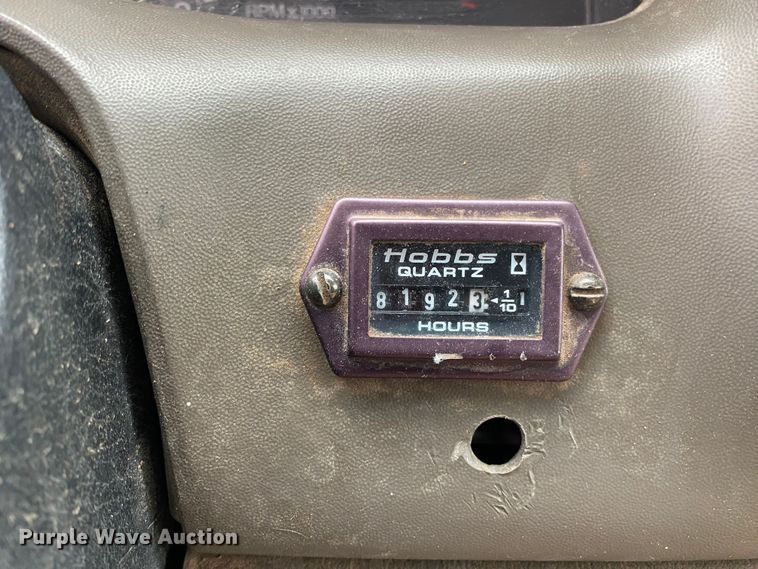 RPM x 1000
Hobbs
QUARTZ
8 1 9 2 3 ◄ 1/10
HOURS
Purple Wave Auction